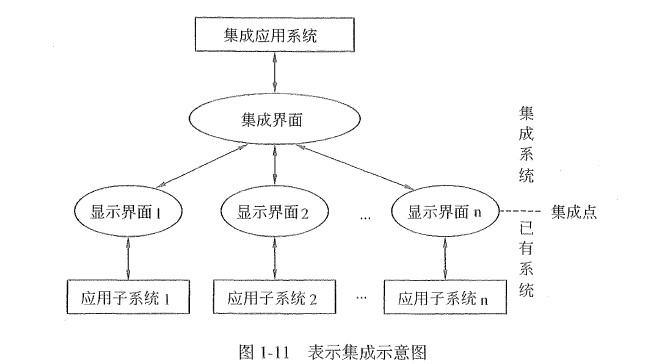 集成应用系统
集成界面
集成系统
显示界面1
显示界面2
...
显示界面n
集成点
已有系统
应用子系统1
应用子系统2
...
应用子系统n
图 1-11 表示集成示意图